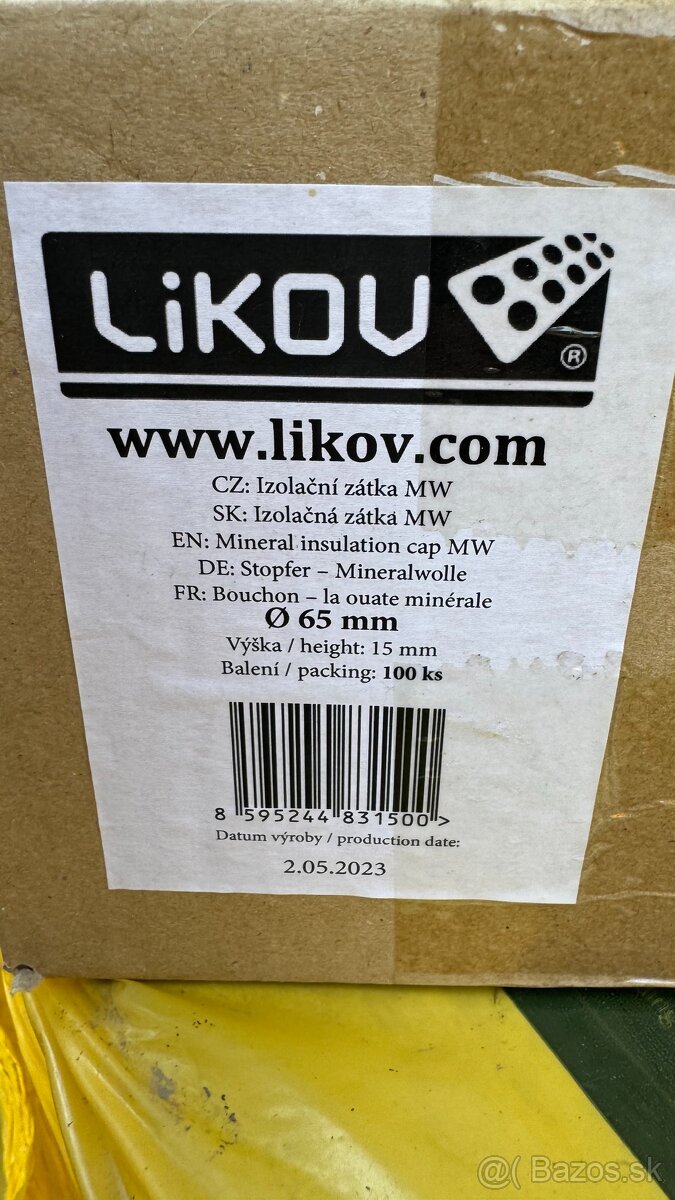 LiKOV
®
www.likov.com
CZ: Izolační zátka MW
SK: Izolačná zátka MW
EN: Mineral insulation cap MW
DE: Stopfer – Mineralwolle
FR: Bouchon – la ouate minérale
Ø 65 mm
Výška / height: 15 mm
Balení / packing: 100 ks
8 595244 831500 >
Datum výroby / production date:
2.05.2023
@ Bazos.sk